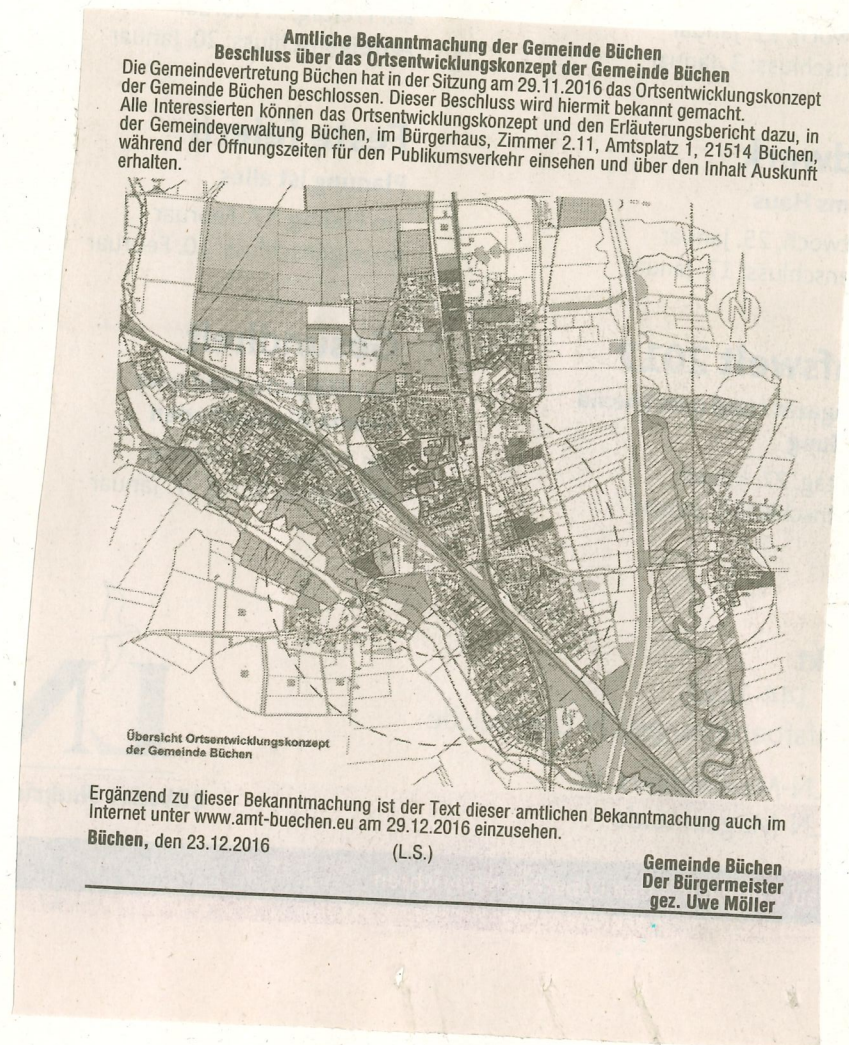 Amtliche Bekanntmachung der Gemeinde Büchen
Beschluss über das Ortsentwicklungskonzept der Gemeinde Büchen
Die Gemeindevertretung Büchen hat in der Sitzung am 29.11.2016 das Ortsentwicklungskonzept
der Gemeinde Büchen beschlossen. Dieser Beschluss wird hiermit bekannt gemacht.
Alle Interessierten können das Ortsentwicklungskonzept und den Erläuterungsbericht dazu, in
der Gemeindeverwaltung Büchen, im Bürgerhaus, Zimmer 2.11, Amtsplatz 1, 21514 Büchen,
während der Öffnungszeiten für den Publikumsverkehr einsehen und über den Inhalt Auskunft
erhalten.
N
Übersicht Ortsentwicklungskonzept
der Gemeinde Büchen
Ergänzend zu dieser Bekanntmachung ist der Text dieser amtlichen Bekanntmachung auch im
Internet unter www.amt-buechen.eu am 29.12.2016 einzusehen.
Büchen, den 23.12.2016
(L.S.)
Gemeinde Büchen
Der Bürgermeister
gez. Uwe Möller